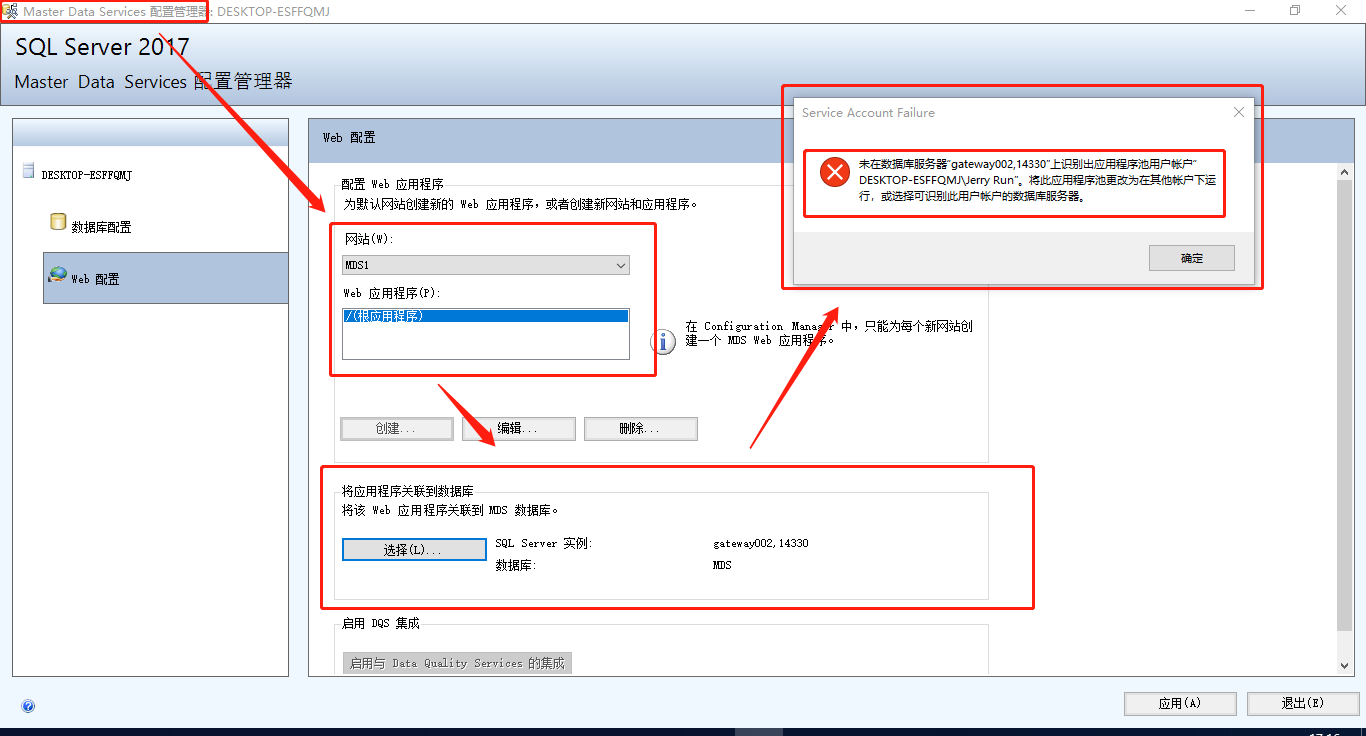 Master Data Services 配置管理器: DESKTOP-ESFFQMJ
SQL Server 2017
Master Data Services 配置管理器
DESKTOP-ESFFQMJ
数据库配置
Web 配置
Web 配置
配置 Web 应用程序
为默认网站创建新的 Web 应用程序，或者创建新网站和应用程序。
网站(W):
MDS1
Web 应用程序(P):
/(根应用程序)
在 Configuration Manager 中，只能为每个新网站创
建一个 MDS Web 应用程序。
创建...
编辑...
删除...
将应用程序关联到数据库
将该 Web 应用程序关联到 MDS 数据库。
选择(L)...
SQL Server 实例:
gateway002,14330
数据库:
MDS
启用 DQS 集成
启用与 Data Quality Services 的集成
Service Account Failure
未在数据库服务器“gateway002,14330”上识别出应用程序池用户帐户“
DESKTOP-ESFFQMJ\Jerry Run”。将此应用程序池更改为在其他帐户下运
行，或选择可识别此用户帐户的数据库服务器。
确定
应用(A)
退出(E)